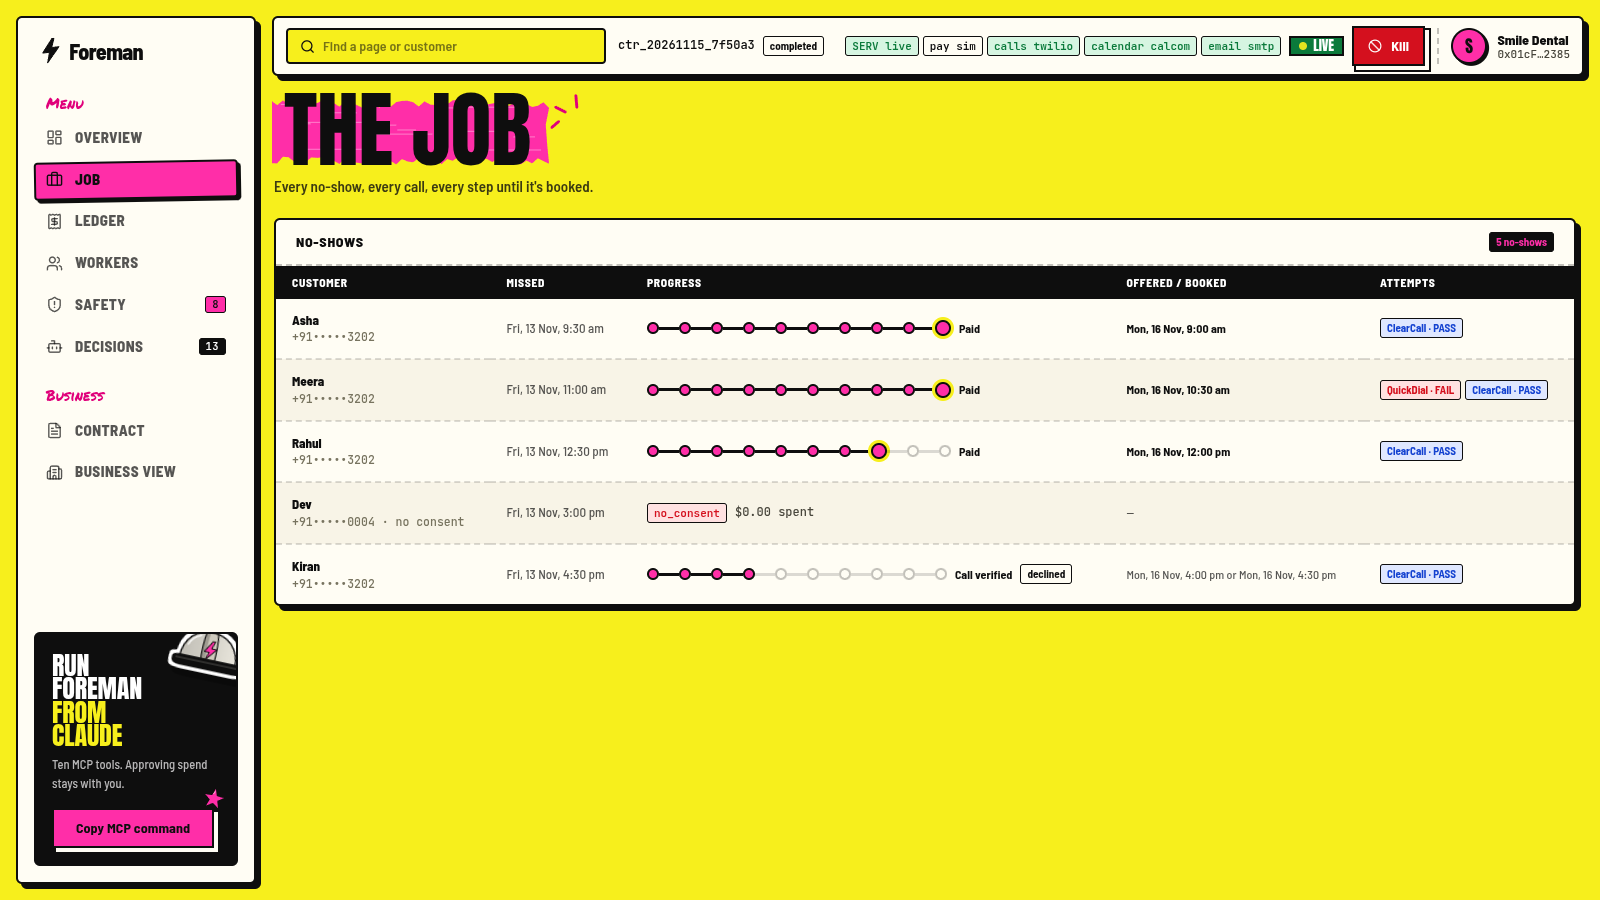 Foreman
Menu
OVERVIEW
JOB
LEDGER
WORKERS
SAFETY 8
DECISIONS 13
Business
CONTRACT
BUSINESS VIEW
RUN
FOREMAN
FROM
CLAUDE
Ten MCP tools. Approving spend
stays with you.
Copy MCP command
Find a page or customer
ctr_20261115_7f50a3 completed SERV live pay sim calls twilio calendar calcom email smtp LIVE Kill S Smile Dental
0x01cF…2385
THE JOB
Every no-show, every call, every step until it's booked.
NO-SHOWS 5 no-shows
CUSTOMER MISSED PROGRESS OFFERED / BOOKED ATTEMPTS
Asha
+91•••••3202
Fri, 13 Nov, 9:30 am Paid Mon, 16 Nov, 9:00 am ClearCall · PASS
Meera
+91•••••3202
Fri, 13 Nov, 11:00 am Paid Mon, 16 Nov, 10:30 am QuickDial · FAIL ClearCall · PASS
Rahul
+91•••••3202
Fri, 13 Nov, 12:30 pm Paid Mon, 16 Nov, 12:00 pm ClearCall · PASS
Dev
+91•••••0004 · no consent
Fri, 13 Nov, 3:00 pm no_consent $0.00 spent —
Kiran
+91•••••3202
Fri, 13 Nov, 4:30 pm Call verified declined Mon, 16 Nov, 4:00 pm or Mon, 16 Nov, 4:30 pm ClearCall · PASS